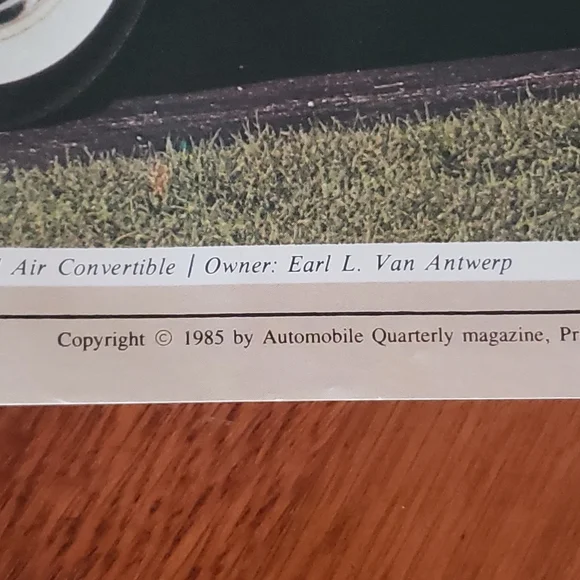 Air Convertible | Owner: Earl L. Van Antwerp
Copyright © 1985 by Automobile Quarterly magazine,